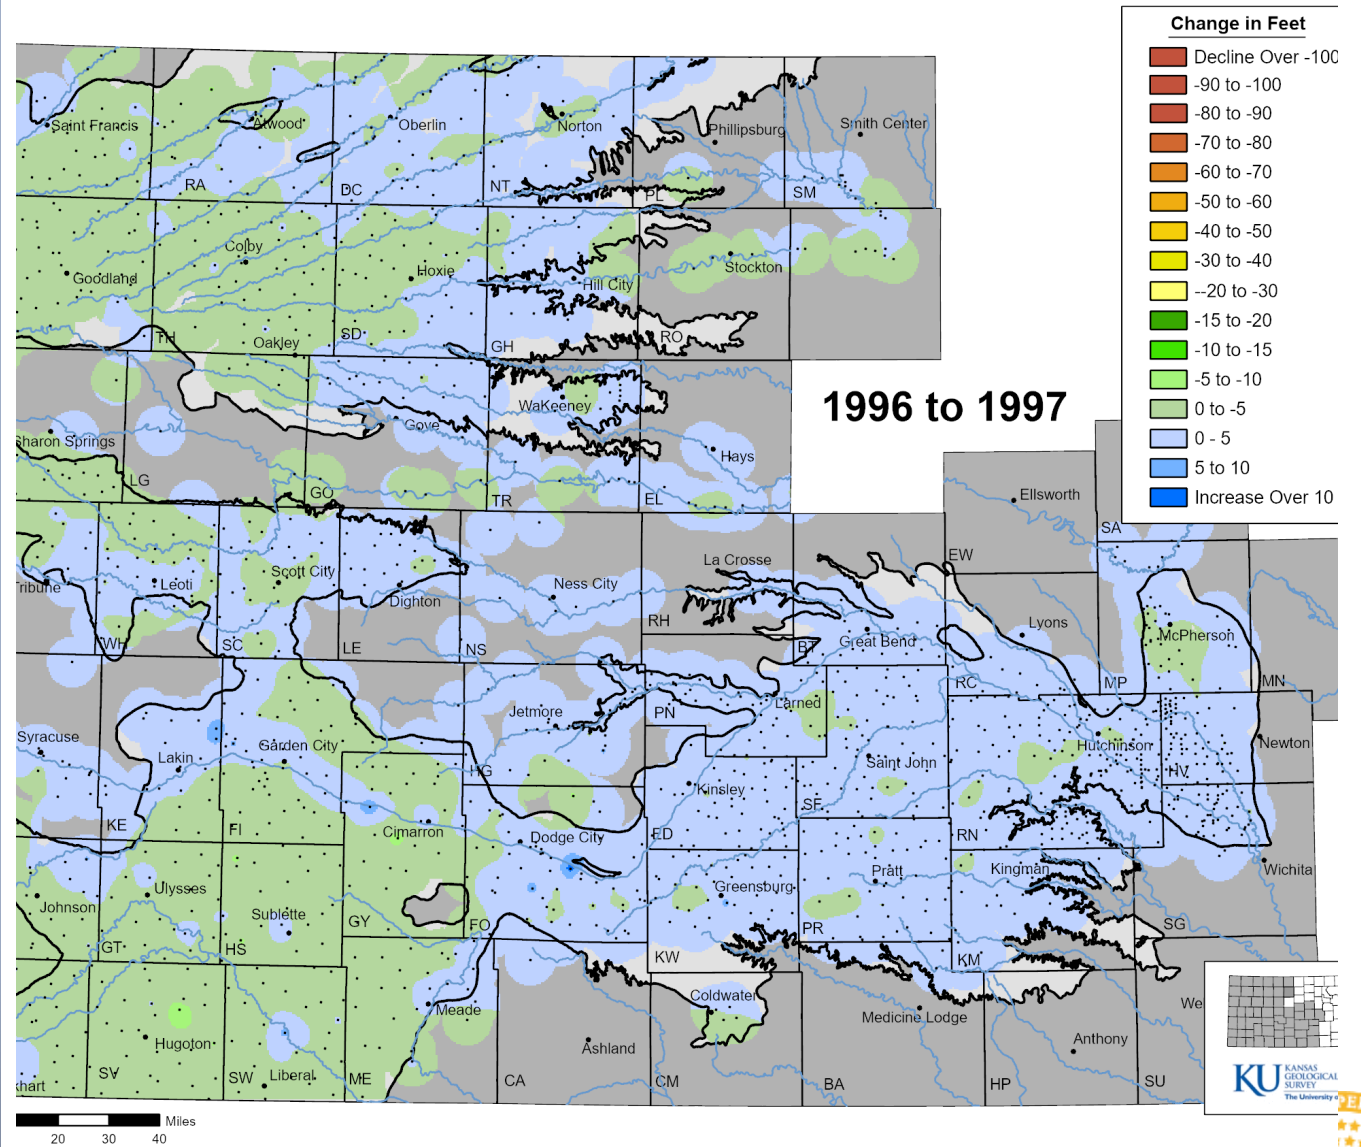 Change in Feet
Decline Over -100
-90 to -100
-80 to -90
-70 to -80
-60 to -70
-50 to -60
-40 to -50
-30 to -40
--20 to -30
-15 to -20
-10 to -15
-5 to -10
0 to -5
0 - 5
5 to 10
Increase Over 10
1996 to 1997
Saint Francis
Atwood
Oberlin
Norton
Phillipsburg
Smith Center
RA
DC
NT
PL
SM
Goodland
Colby
Hoxie
Hill City
Stockton
TH
Oakley
SD
GH
RO
WaKeeney
Gove
Sharon Springs
Hays
LG
GO
TR
EL
Ellsworth
SA
La Crosse
EW
Tribune
Leoti
Scott City
Dighton
Ness City
RH
Lyons
McPherson
Great Bend
BT
WH
SC
LE
NS
RC
MP
MN
Jetmore
PN
Larned
Syracuse
Lakin
Garden City
HG
Saint John
Hutchinson
HV
Newton
Kinsley
SF
KE
FI
Cimarron
Dodge City
ED
RN
Kingman
Wichita
Johnson
Ulysses
Sublette
Greensburg
Pratt
GT
HS
GY
FO
PR
SG
KW
KM
Meade
Coldwater
Medicine Lodge
We
Hugoton
Ashland
Anthony
khart
SV
SW
Liberal
ME
CA
CM
BA
HP
SU
KU KANSAS
GEOLOGICAL
SURVEY
The University o
Miles
20 30 40
PE